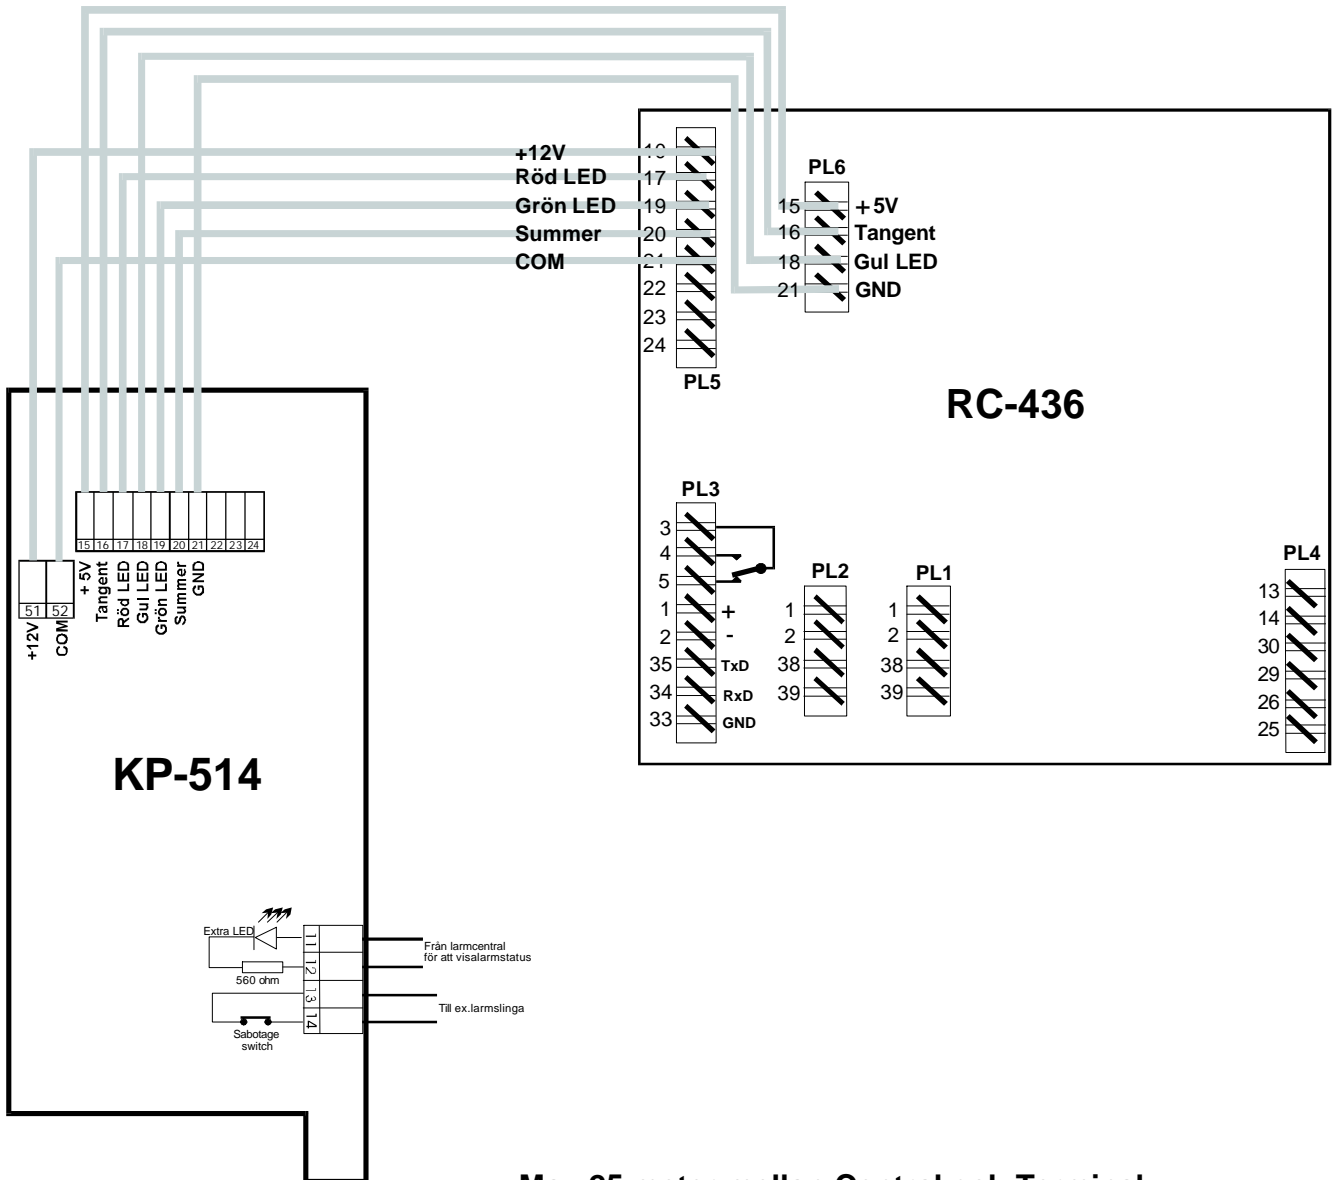 +12V
Röd LED
Grön LED
Summer
COM
17
19
20
21
22
23
24
PL5
PL6
15 +5V
16 Tangent
18 Gul LED
21 GND
RC-436
15 16 17 18 19 20 21 22 23 24
+ 5V
Tangent
Röd LED
Gul LED
Grön LED
Summer
GND
51 52
+12V
COM
KP-514
PL3
3
4
5
1 +
2 -
35 TxD
34 RxD
33 GND
PL2
1
2
38
39
PL1
1
2
38
39
PL4
13
14
30
29
26
25
Extra LED
560 ohm
Sabotage
switch
11
12
13
14
Från larmcentral
för att visalarmstatus
Till ex.larmslinga